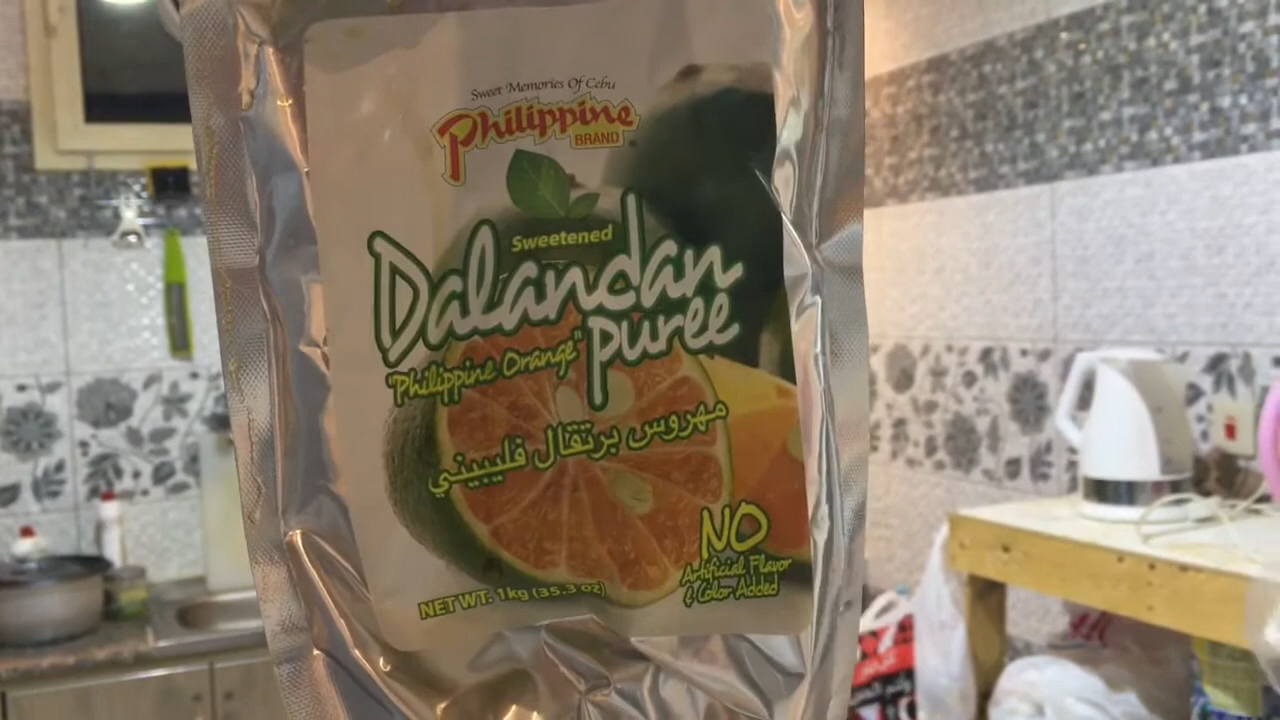 Sweet Memories Of Cebu
Philippine
BRAND
Sweetened
Dalandan
puree
"Philippine Orange"
مهروس برتقال فليبيني
NO
Artificial Flavor
& Color Added
NET WT. 1kg (35.3 oz)